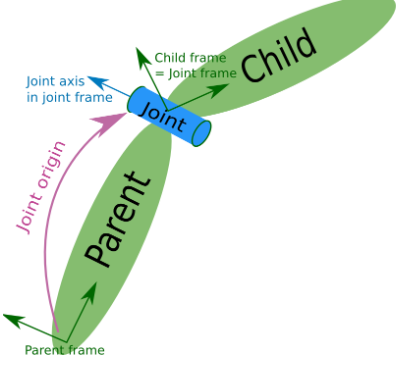 Child frame
= Joint frame
Child
Joint axis
in joint frame
Joint
Joint origin
Parent
Parent frame